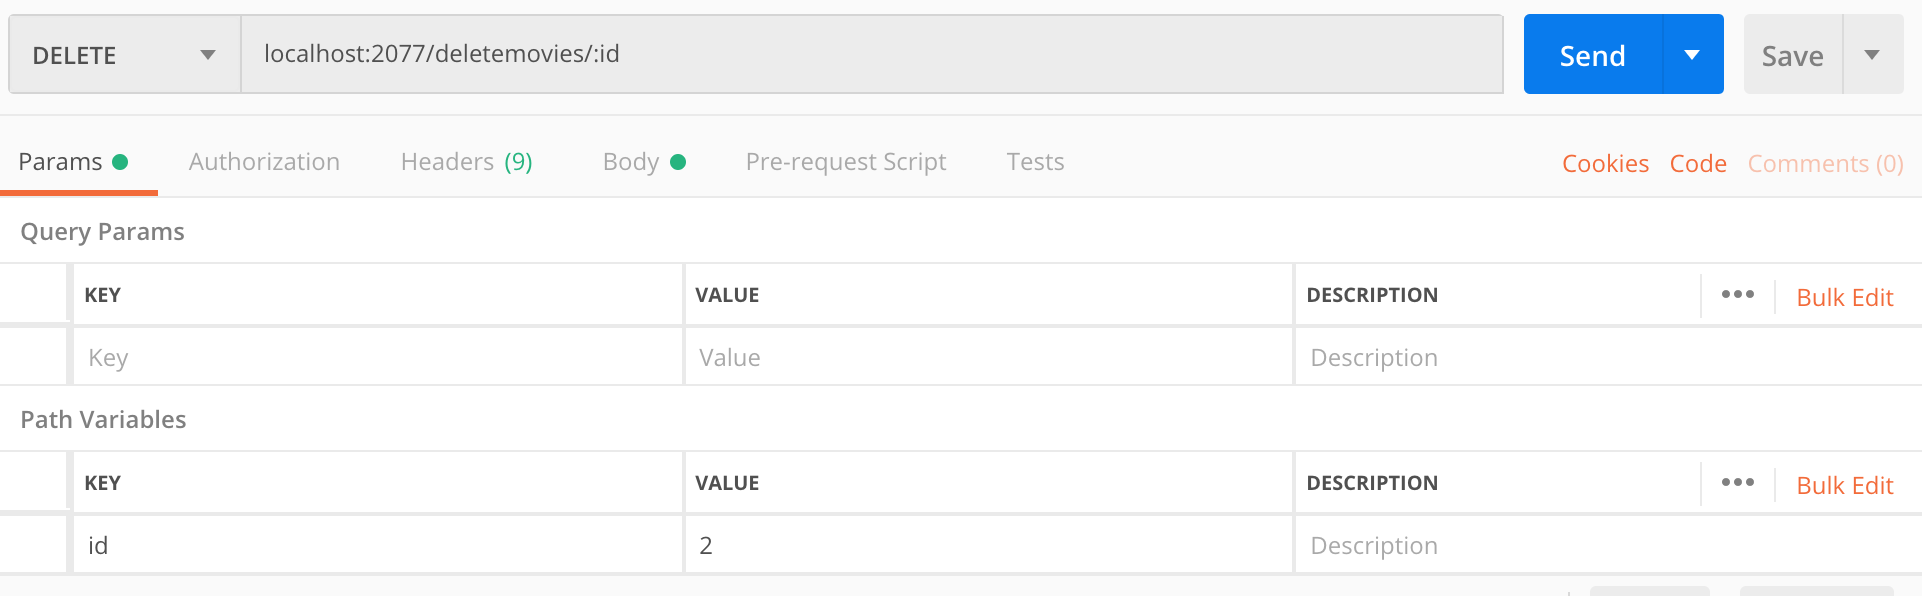 DELETE localhost:2077/deletemovies/:id Send Save
Params Authorization Headers (9) Body Pre-request Script Tests Cookies Code Comments (0)
Query Params
KEY VALUE DESCRIPTION ••• Bulk Edit
Key Value Description
Path Variables
KEY VALUE DESCRIPTION ••• Bulk Edit
id 2 Description